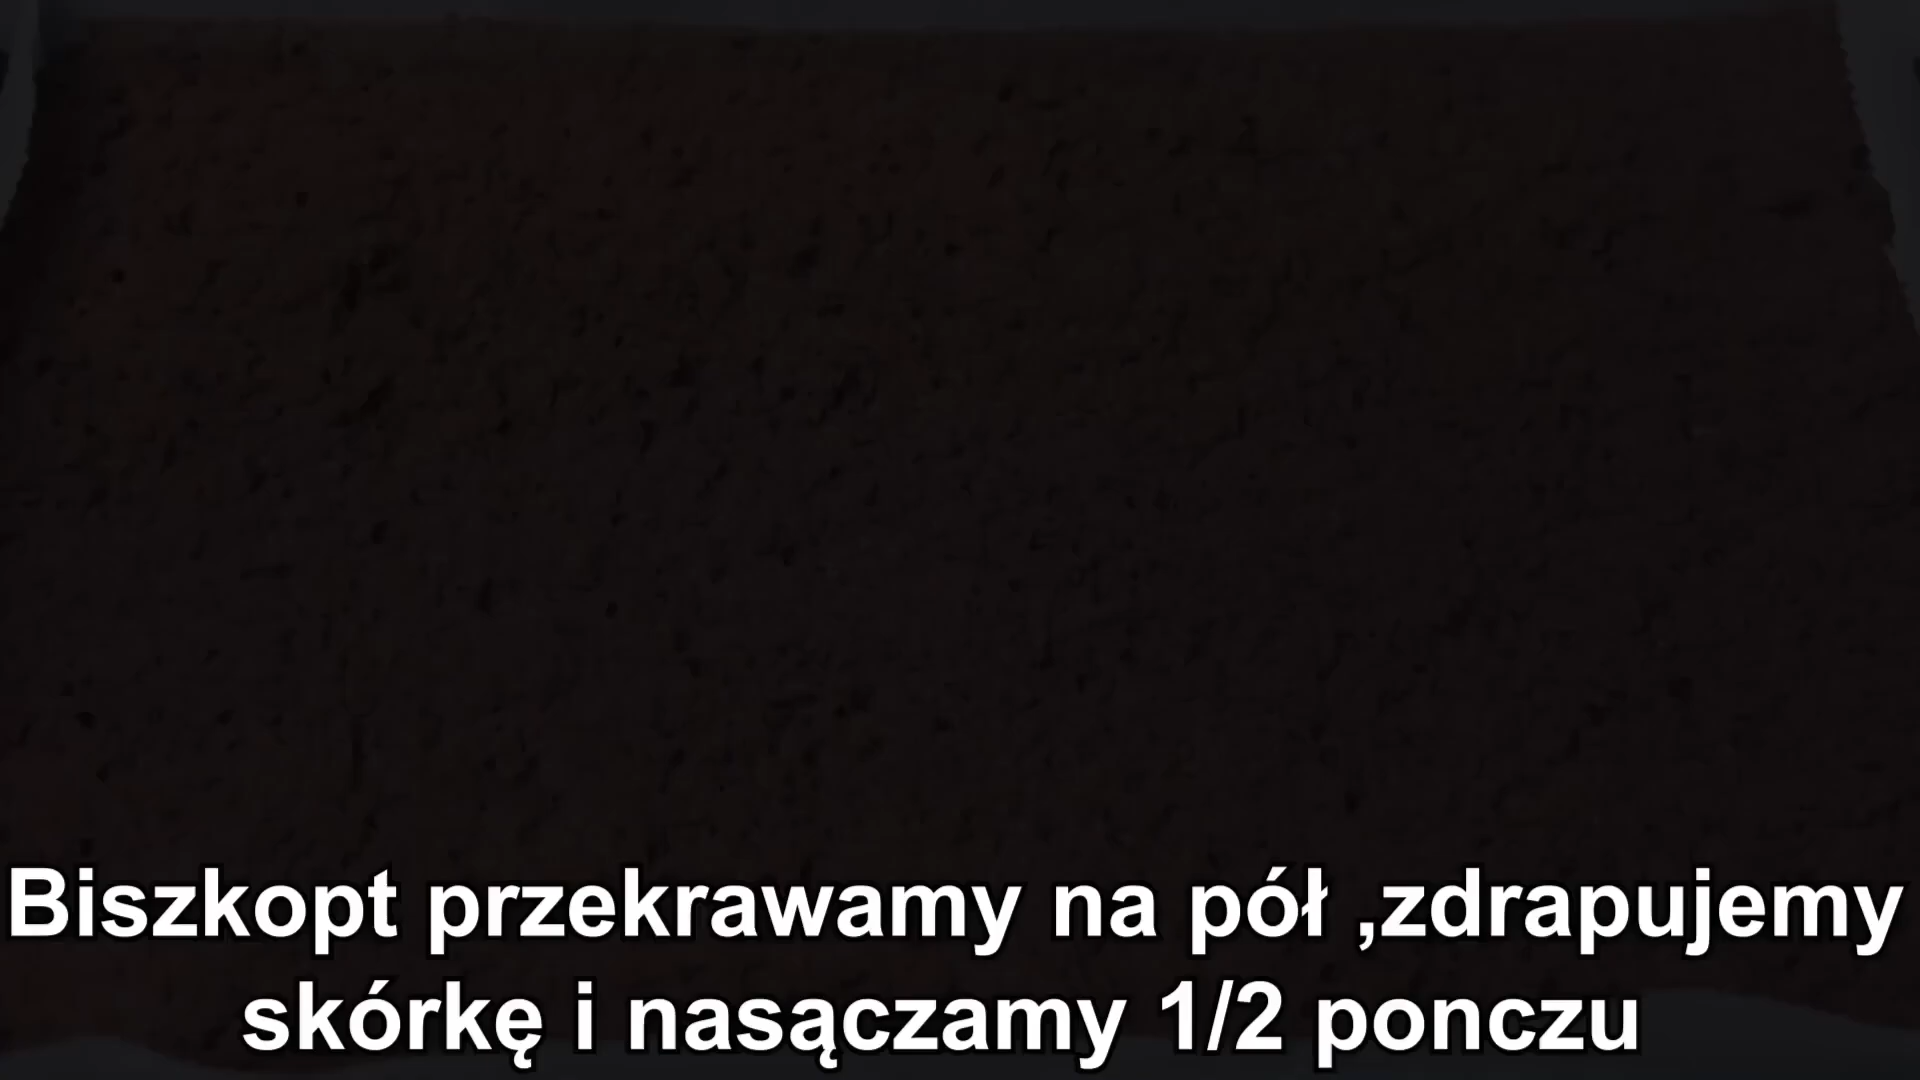 Biszkopt przekrawamy na pół ,zdrapujemy
skórkę i nasączamy 1/2 ponczu